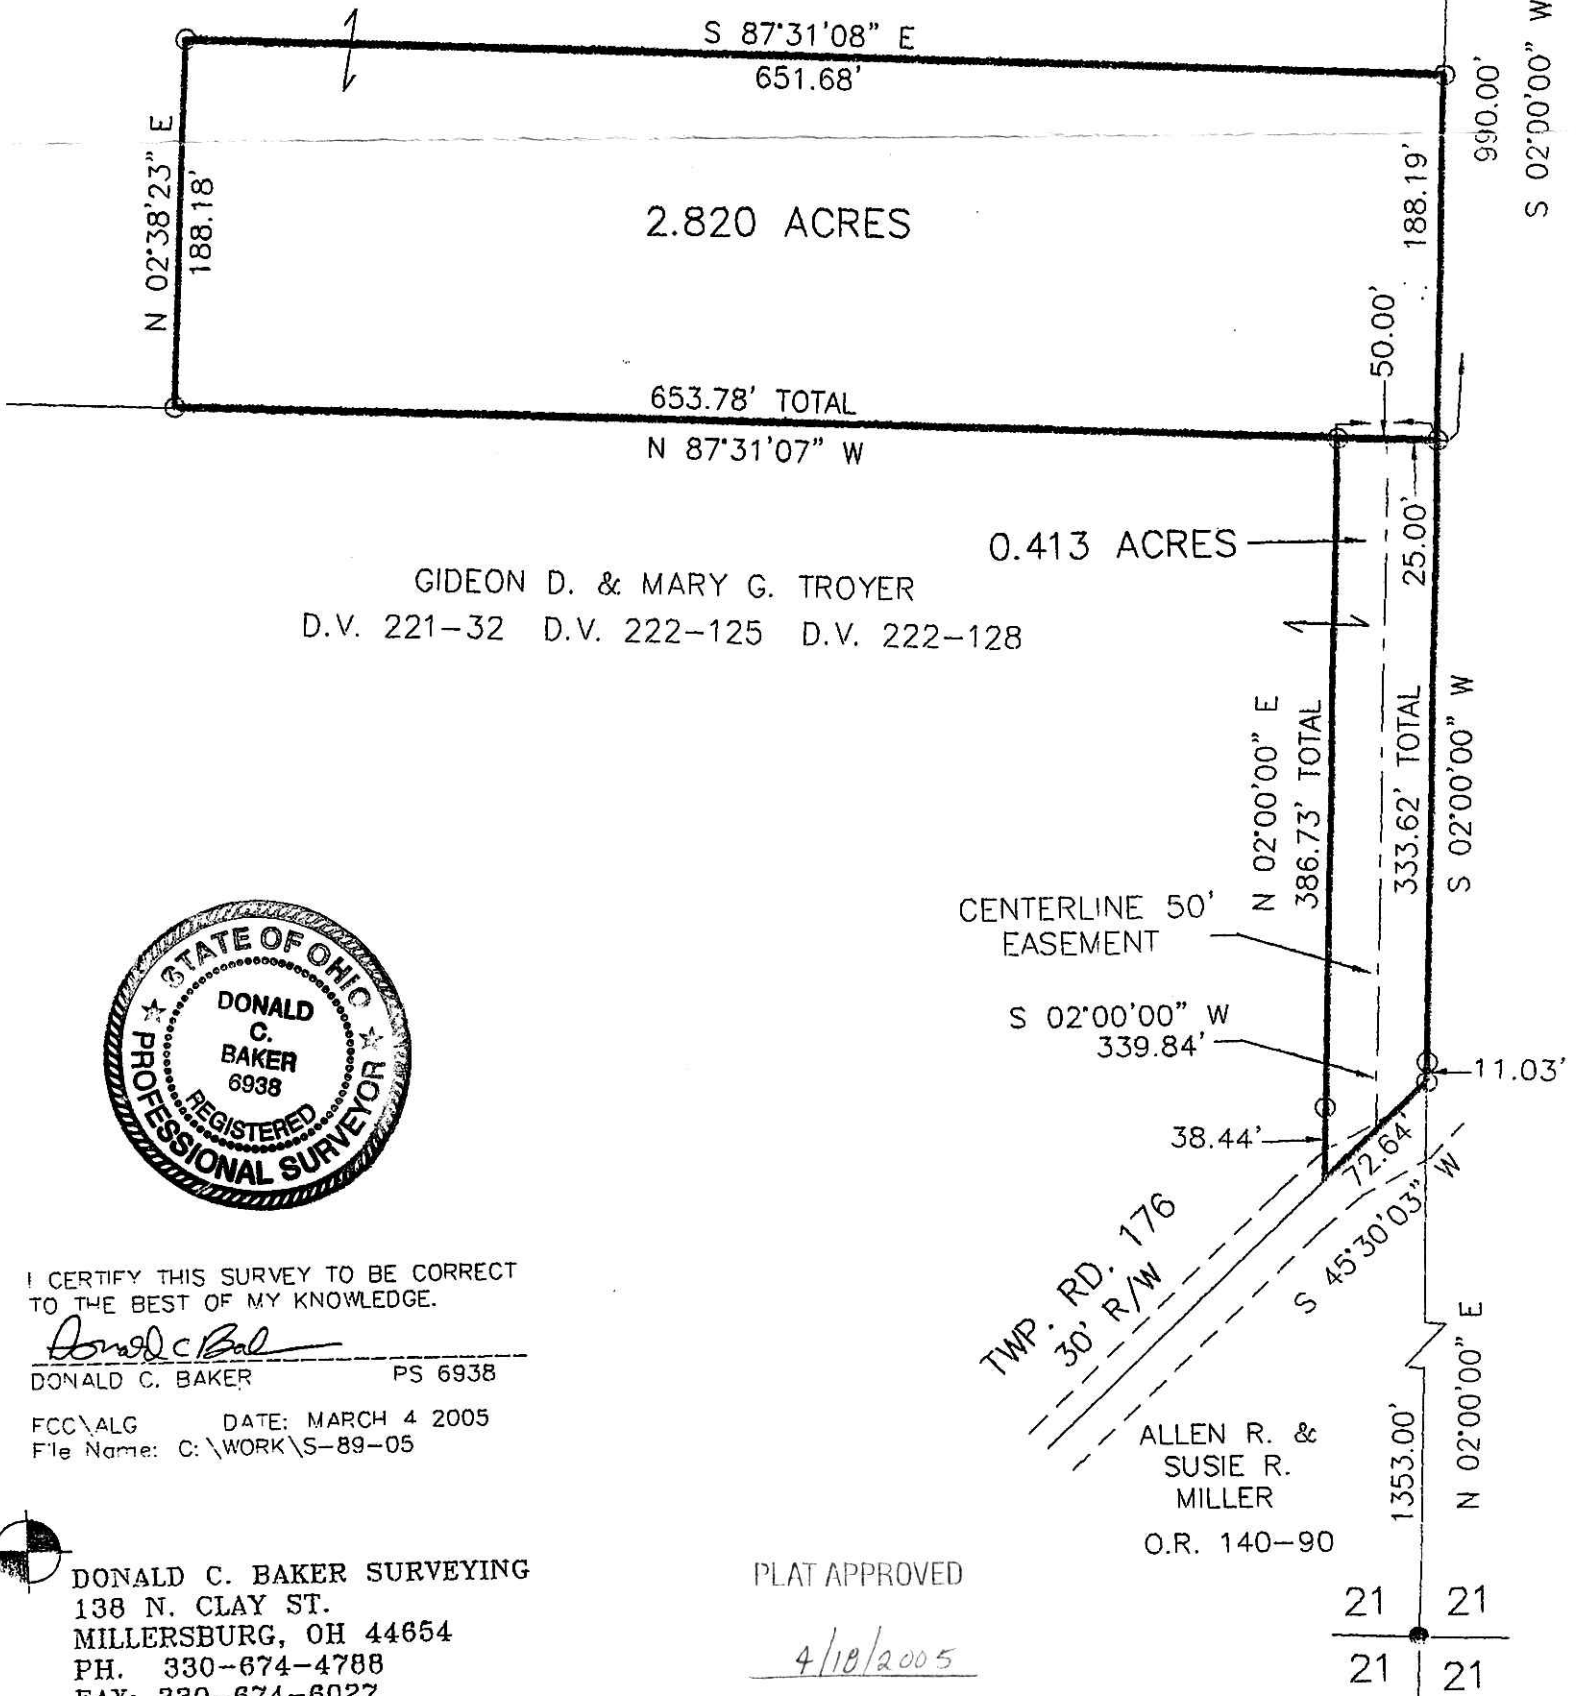 S 87°31'08" E
651.68'
N 02°38'23" E
188.18'
2.820 ACRES
188.19'
990.00'
S 02°00'00" W
50.00'
653.78' TOTAL
N 87°31'07" W
25.00'
0.413 ACRES
GIDEON D. & MARY G. TROYER
D.V. 221-32 D.V. 222-125 D.V. 222-128
N 02°00'00" E
386.73' TOTAL
333.62' TOTAL
S 02°00'00" W
CENTERLINE 50'
EASEMENT
S 02°00'00" W
339.84'
11.03'
38.44'
72.64'
S 45°30'03" W
TWP. RD. 176
30' R/W
STATE OF OHIO
DONALD
C.
BAKER
6938
REGISTERED
PROFESSIONAL SURVEYOR
I CERTIFY THIS SURVEY TO BE CORRECT
TO THE BEST OF MY KNOWLEDGE.
Donald C Bak
DONALD C. BAKER PS 6938
FCC\ALG DATE: MARCH 4 2005
File Name: C:\WORK\S-89-05
ALLEN R. &
SUSIE R.
MILLER
O.R. 140-90
1353.00'
N 02°00'00" E
DONALD C. BAKER SURVEYING
138 N. CLAY ST.
MILLERSBURG, OH 44654
PH. 330-674-4788
FAX: 330-674-6027
PLAT APPROVED
4/18/2005
21 21
21 21